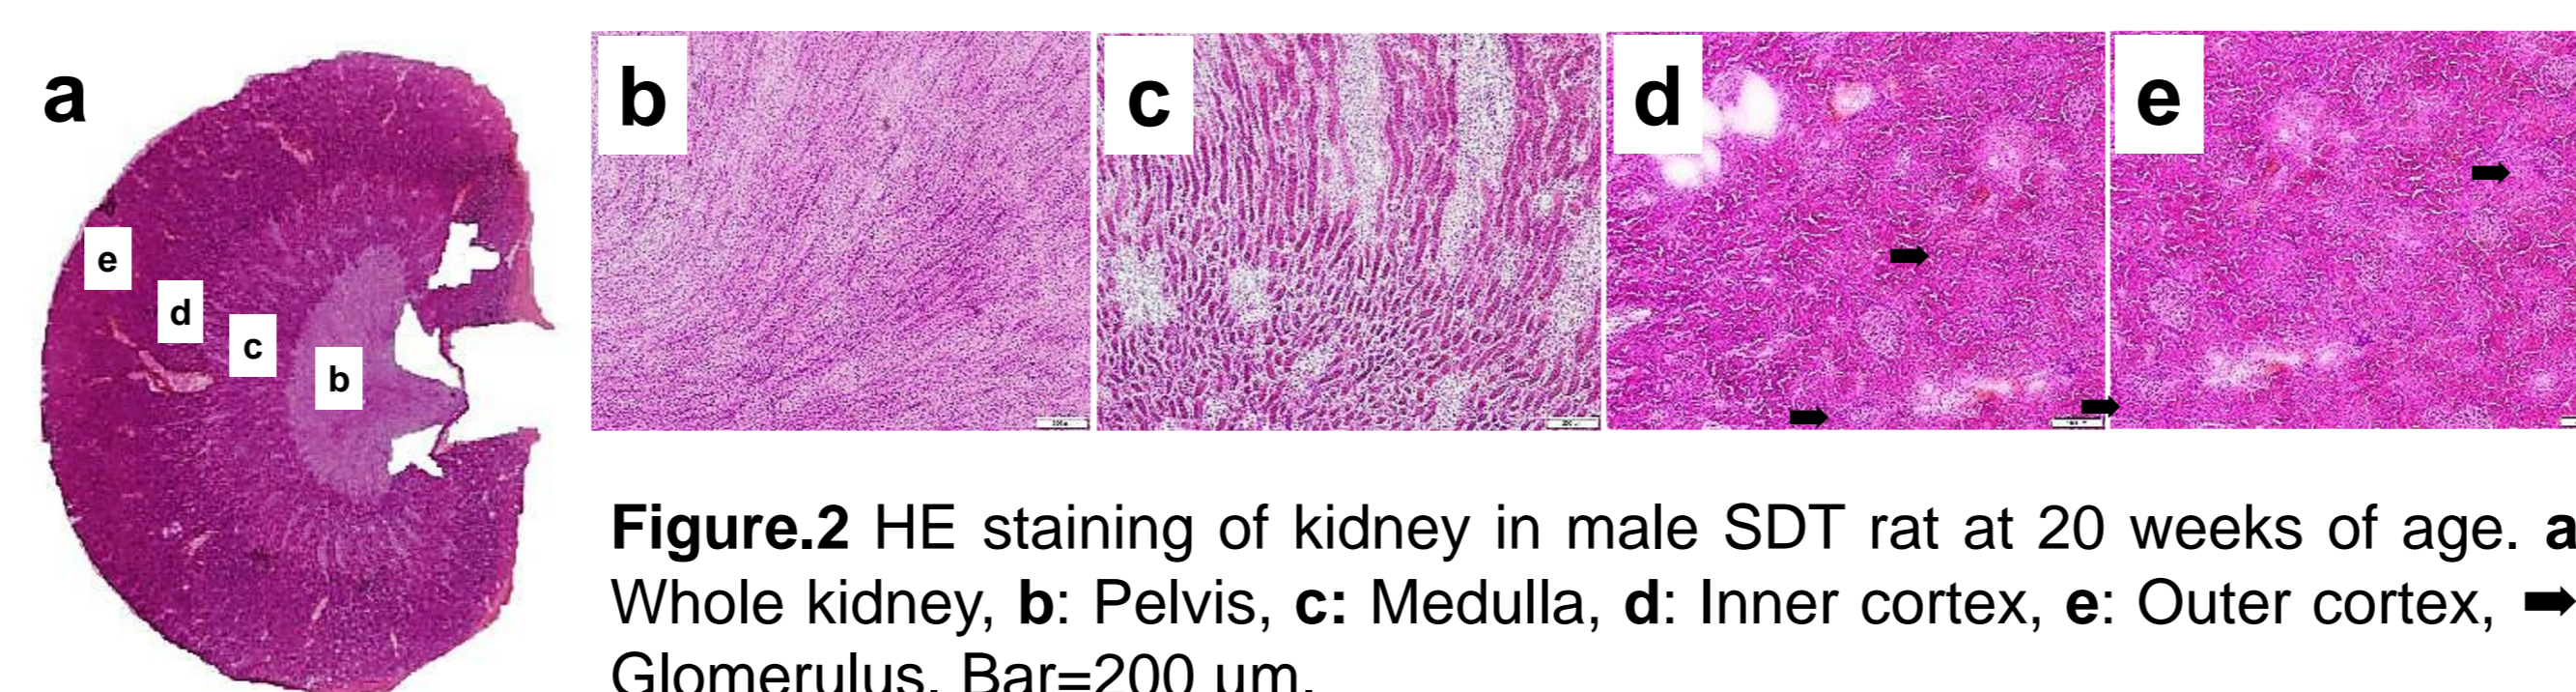 a
e
d
c
b
b
c
d
e
Figure.2 HE staining of kidney in male SDT rat at 20 weeks of age. a
Whole kidney, b: Pelvis, c: Medulla, d: Inner cortex, e: Outer cortex, ➡
Glomerulus. Bar=200 um.